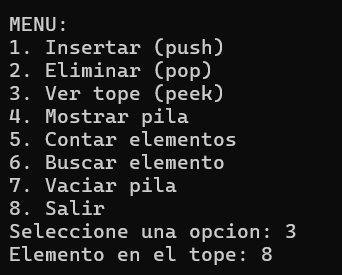 MENU:
1. Insertar (push)
2. Eliminar (pop)
3. Ver tope (peek)
4. Mostrar pila
5. Contar elementos
6. Buscar elemento
7. Vaciar pila
8. Salir
Seleccione una opcion: 3
Elemento en el tope: 8